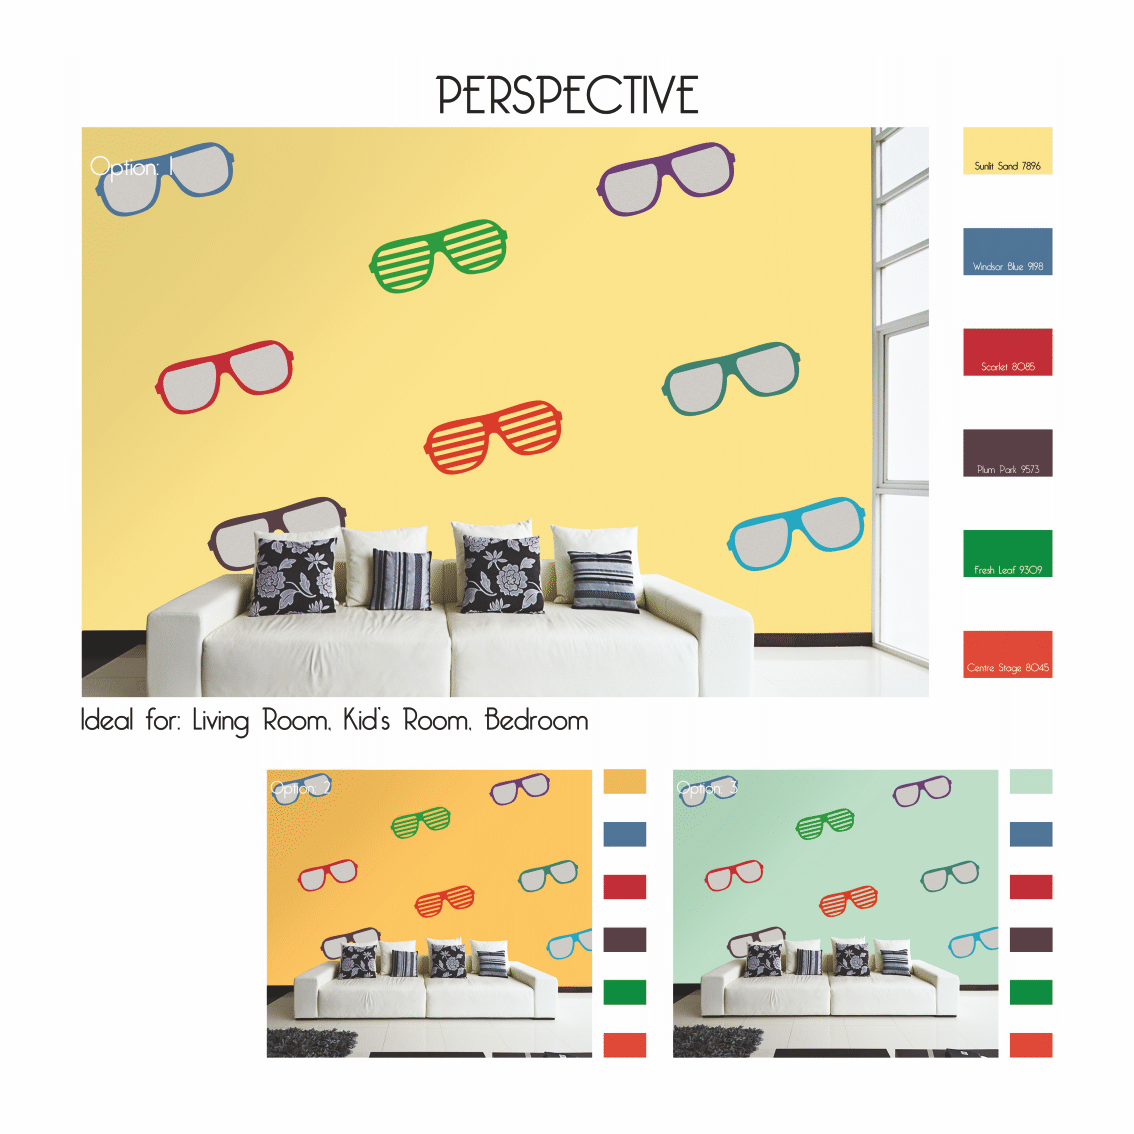 PERSPECTIVE
Option: 1
Sunlit Sand 7896
Windsor Blue 9198
Scarlet 8085
Plum Park 9573
Fresh Leaf 9309
Centre Stage 8045
Ideal for: Living Room, Kid's Room, Bedroom
Option: 2
Option: 3